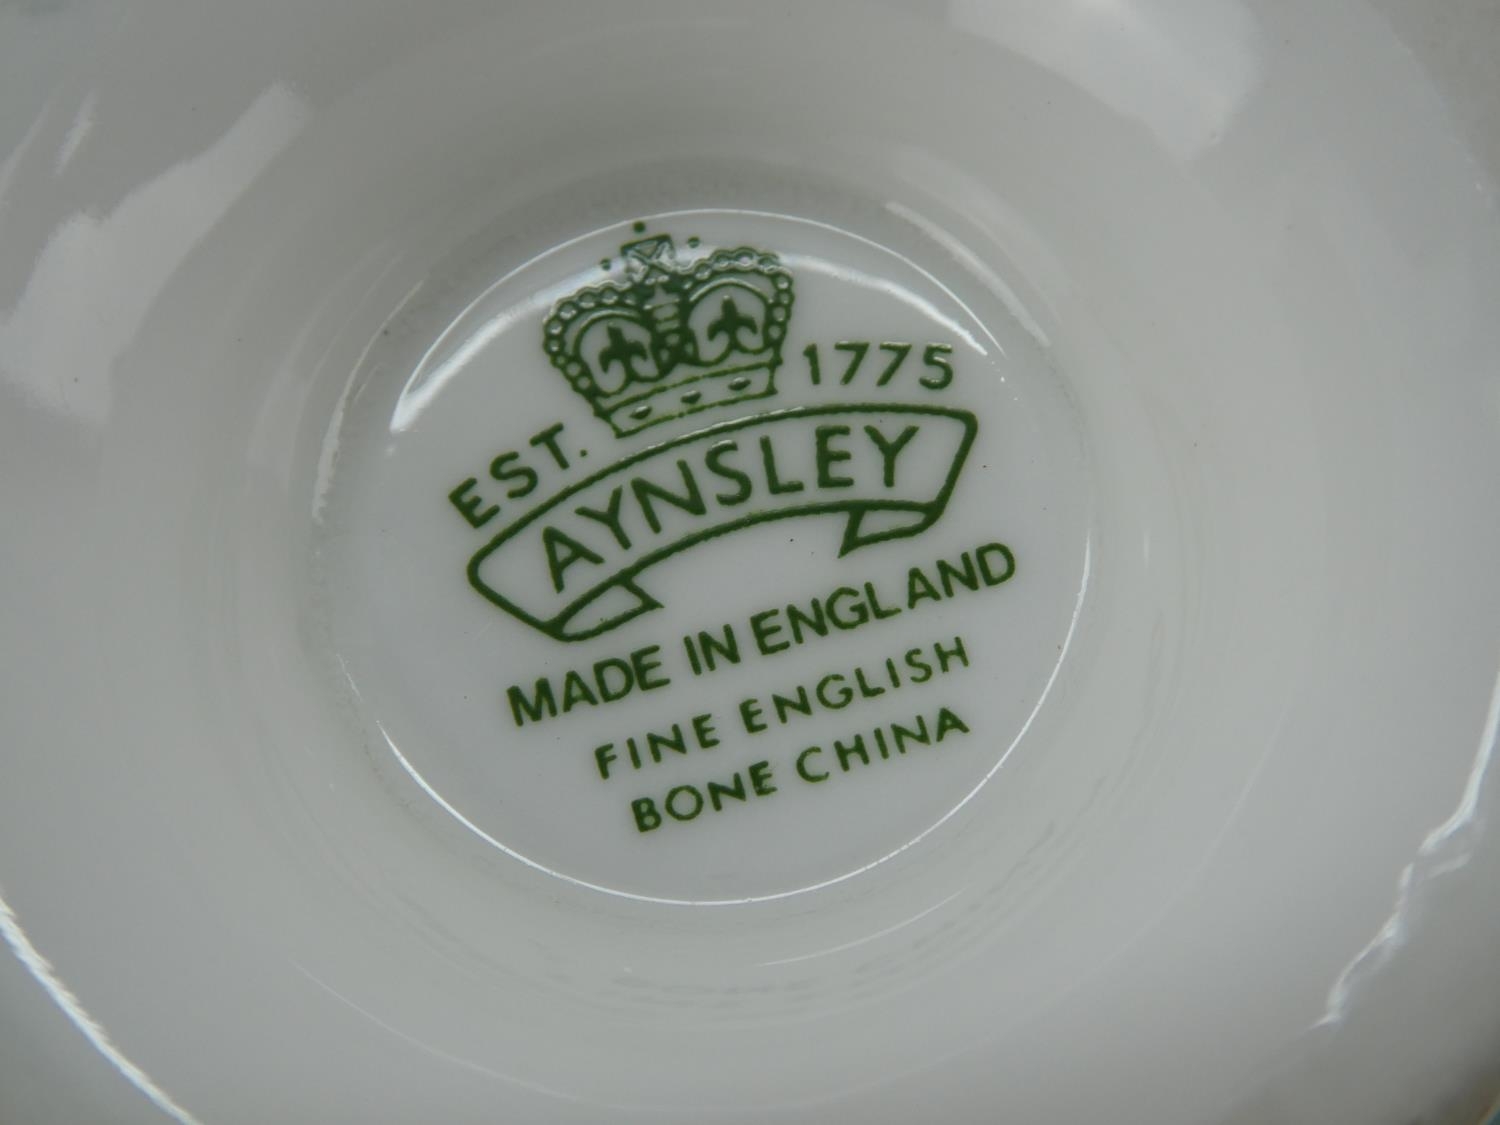 EST. 1775
AYNSLEY
MADE IN ENGLAND
FINE ENGLISH
BONE CHINA